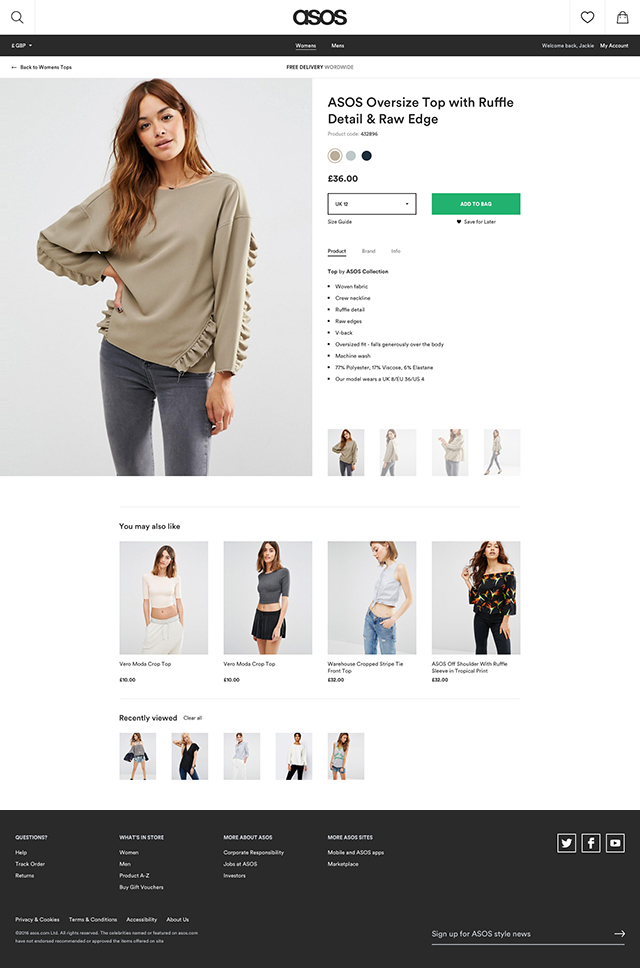 asos
£ GBP
Womens Mens
Welcome back, Jackie My Account
← Back to Womens Tops
FREE DELIVERY WORDWIDE
ASOS Oversize Top with Ruffle
Detail & Raw Edge
Product code: 432896
£36.00
UK 12
ADD TO BAG
Size Guide
Save for Later
Product Brand Info
Top by ASOS Collection
• Woven fabric
• Crew neckline
• Ruffle detail
• Raw edges
• V-back
• Oversized fit - falls generously over the body
• Machine wash
• 77% Polyester, 17% Viscose, 6% Elastane
• Our model wears a UK 8/EU 36/US 4
You may also like
Vero Moda Crop Top
£10.00
Vero Moda Crop Top
£10.00
Warehouse Cropped Stripe Tie
Front Top
£32.00
ASOS Off Shoulder With Ruffle
Sleeve in Tropical Print
£32.00
Recently viewed Clear all
QUESTIONS?
Help
Track Order
Returns
WHAT'S IN STORE
Women
Men
Product A-Z
Buy Gift Vouchers
MORE ABOUT ASOS
Corporate Responsibility
Jobs at ASOS
Investors
MORE ASOS SITES
Mobile and ASOS apps
Marketplace
Privacy & Cookies Terms & Conditions Accessibility About Us
©2016 asos.com Ltd. All rights reserved. The celebrities named or featured on asos.com
have not endorsed recommended or approved the items offered on site
Sign up for ASOS style news →